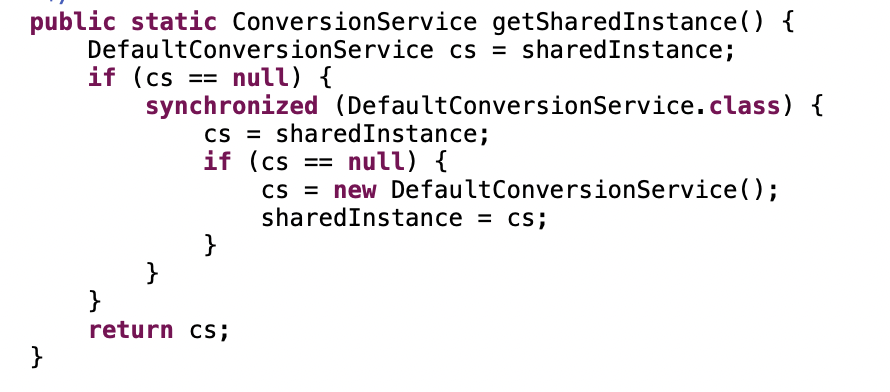 public static ConversionService getSharedInstance() {
    DefaultConversionService cs = sharedInstance;
    if (cs == null) {
        synchronized (DefaultConversionService.class) {
            cs = sharedInstance;
            if (cs == null) {
                cs = new DefaultConversionService();
                sharedInstance = cs;
            }
        }
    }
    return cs;
}